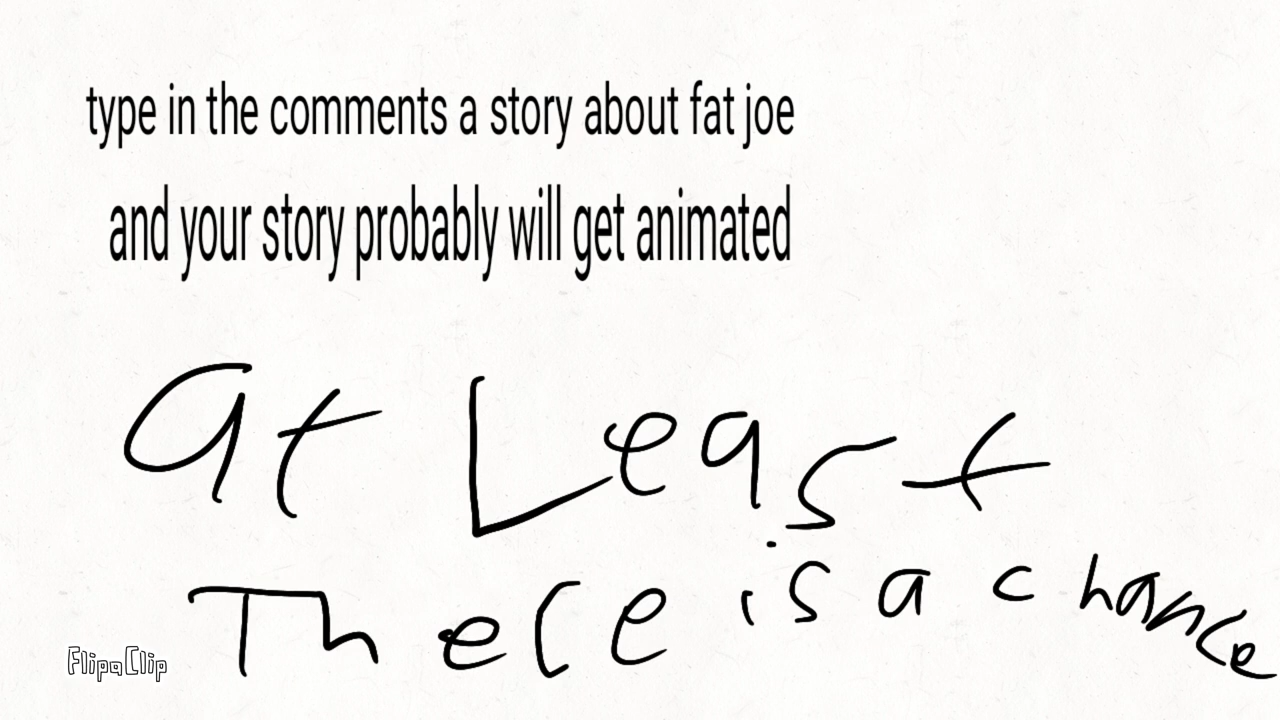 type in the comments a story about fat joe
and your story probably will get animated
at Least
There is a chance
FlipaClip